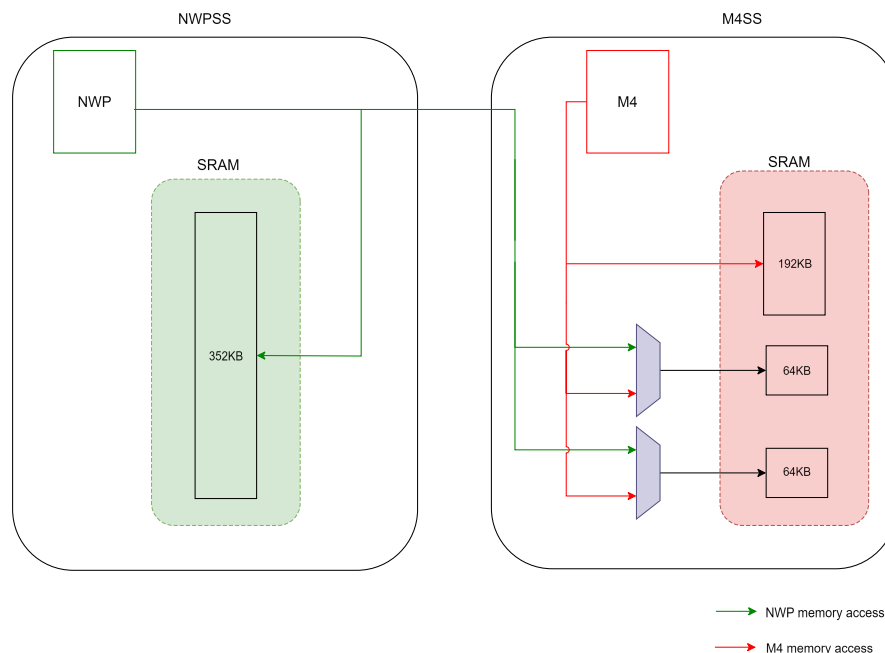 NWPSS
M4SS
NWP
M4
SRAM
SRAM
192KB
352KB
64KB
64KB
NWP memory access
M4 memory access